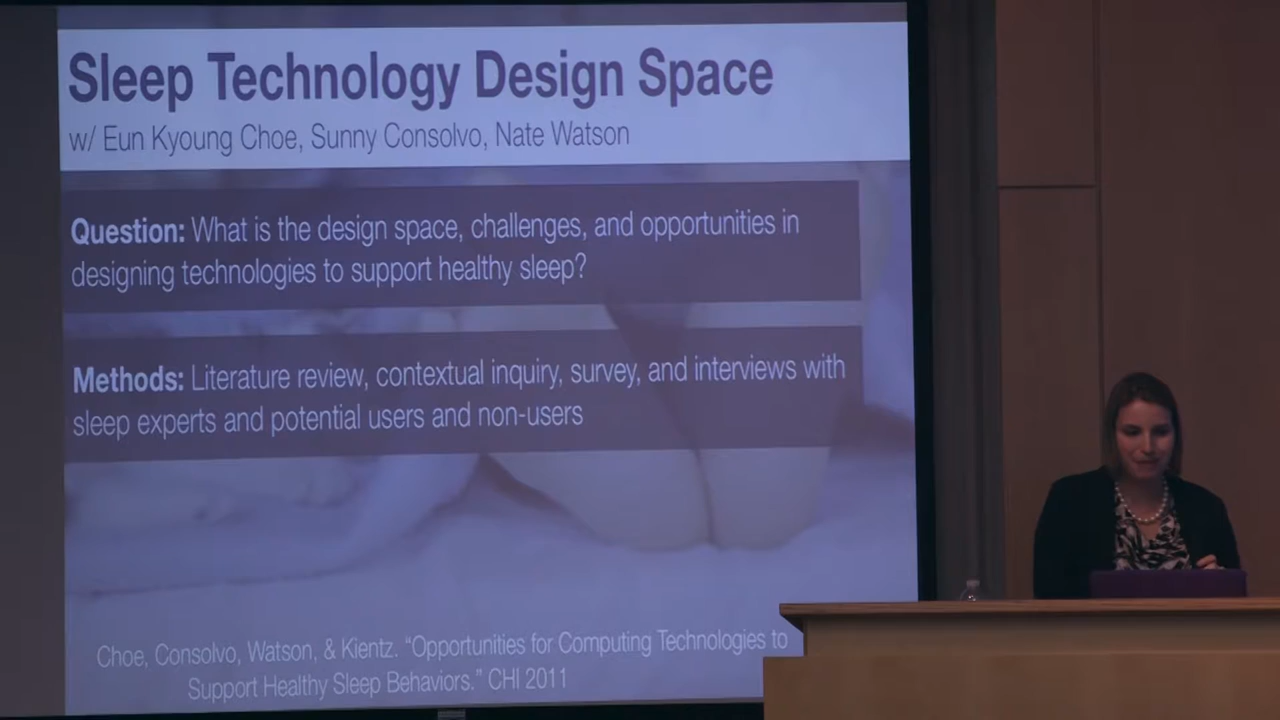 Sleep Technology Design Space
w/ Eun Kyoung Choe, Sunny Consolvo, Nate Watson
Question: What is the design space, challenges, and opportunities in
designing technologies to support healthy sleep?
Methods: Literature review, contextual inquiry, survey, and interviews with
sleep experts and potential users and non-users
Choe, Consolvo, Watson, & Kientz. “Opportunities for Computing Technologies to
Support Healthy Sleep Behaviors.” CHI 2011